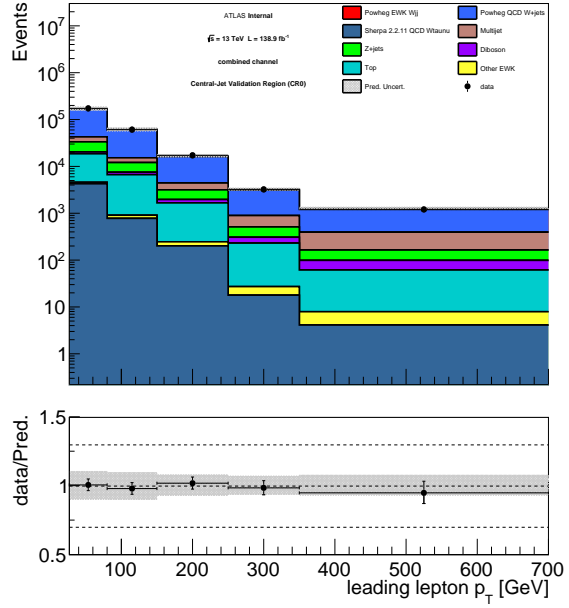 ATLAS Internal
√s = 13 TeV L = 138.9 fb⁻¹
combined channel
Central-Jet Validation Region (CR0)
Powheg EWK Wjj
Powheg QCD W+jets
Sherpa 2.2.11 QCD Wtaunu
Multijet
Z+jets
Diboson
Top
Other EWK
Pred. Uncert.
data
Events
10⁷
10⁶
10⁵
10⁴
10³
10²
10
1
data/Pred.
1.5
1
0.5
100 200 300 400 500 600 700
leading lepton p_T [GeV]